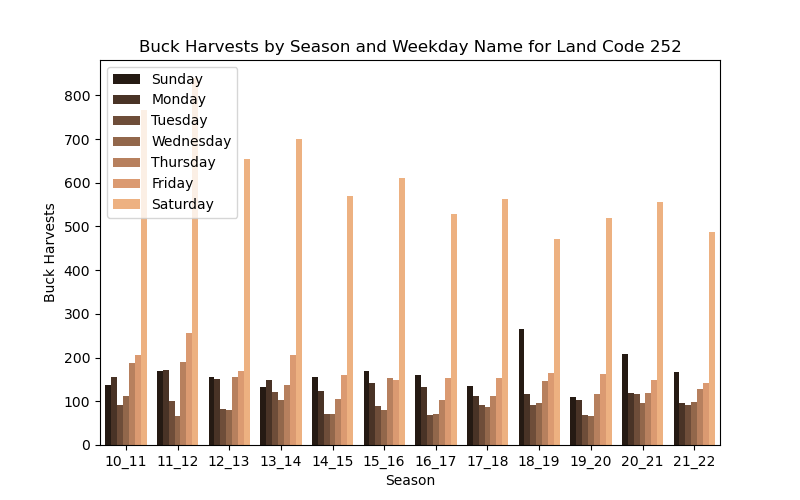 Buck Harvests by Season and Weekday Name for Land Code 252
Sunday
Monday
Tuesday
Wednesday
Thursday
Friday
Saturday
800
700
600
500
400
300
200
100
0
Buck Harvests
10_11 11_12 12_13 13_14 14_15 15_16 16_17 17_18 18_19 19_20 20_21 21_22
Season